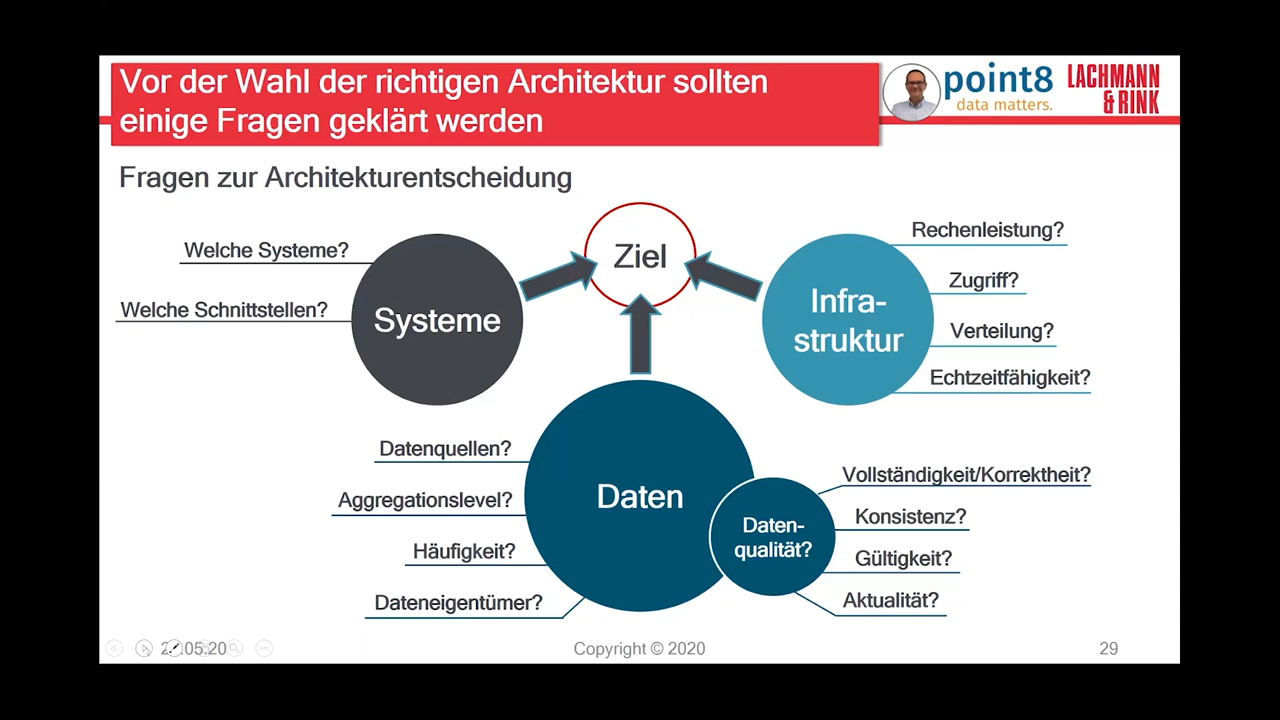 Vor der Wahl der richtigen Architektur sollten
einige Fragen geklärt werden
point8
data matters.
LACHMANN
& RINK
Fragen zur Architekturentscheidung
Welche Systeme?
Welche Schnittstellen?
Systeme
Ziel
Infra-
struktur
Rechenleistung?
Zugriff?
Verteilung?
Echtzeitfähigkeit?
Datenquellen?
Aggregationslevel?
Häufigkeit?
Dateneigentümer?
Daten
Daten-
qualität?
Vollständigkeit/Korrektheit?
Konsistenz?
Gültigkeit?
Aktualität?
.05.20
Copyright © 2020
29